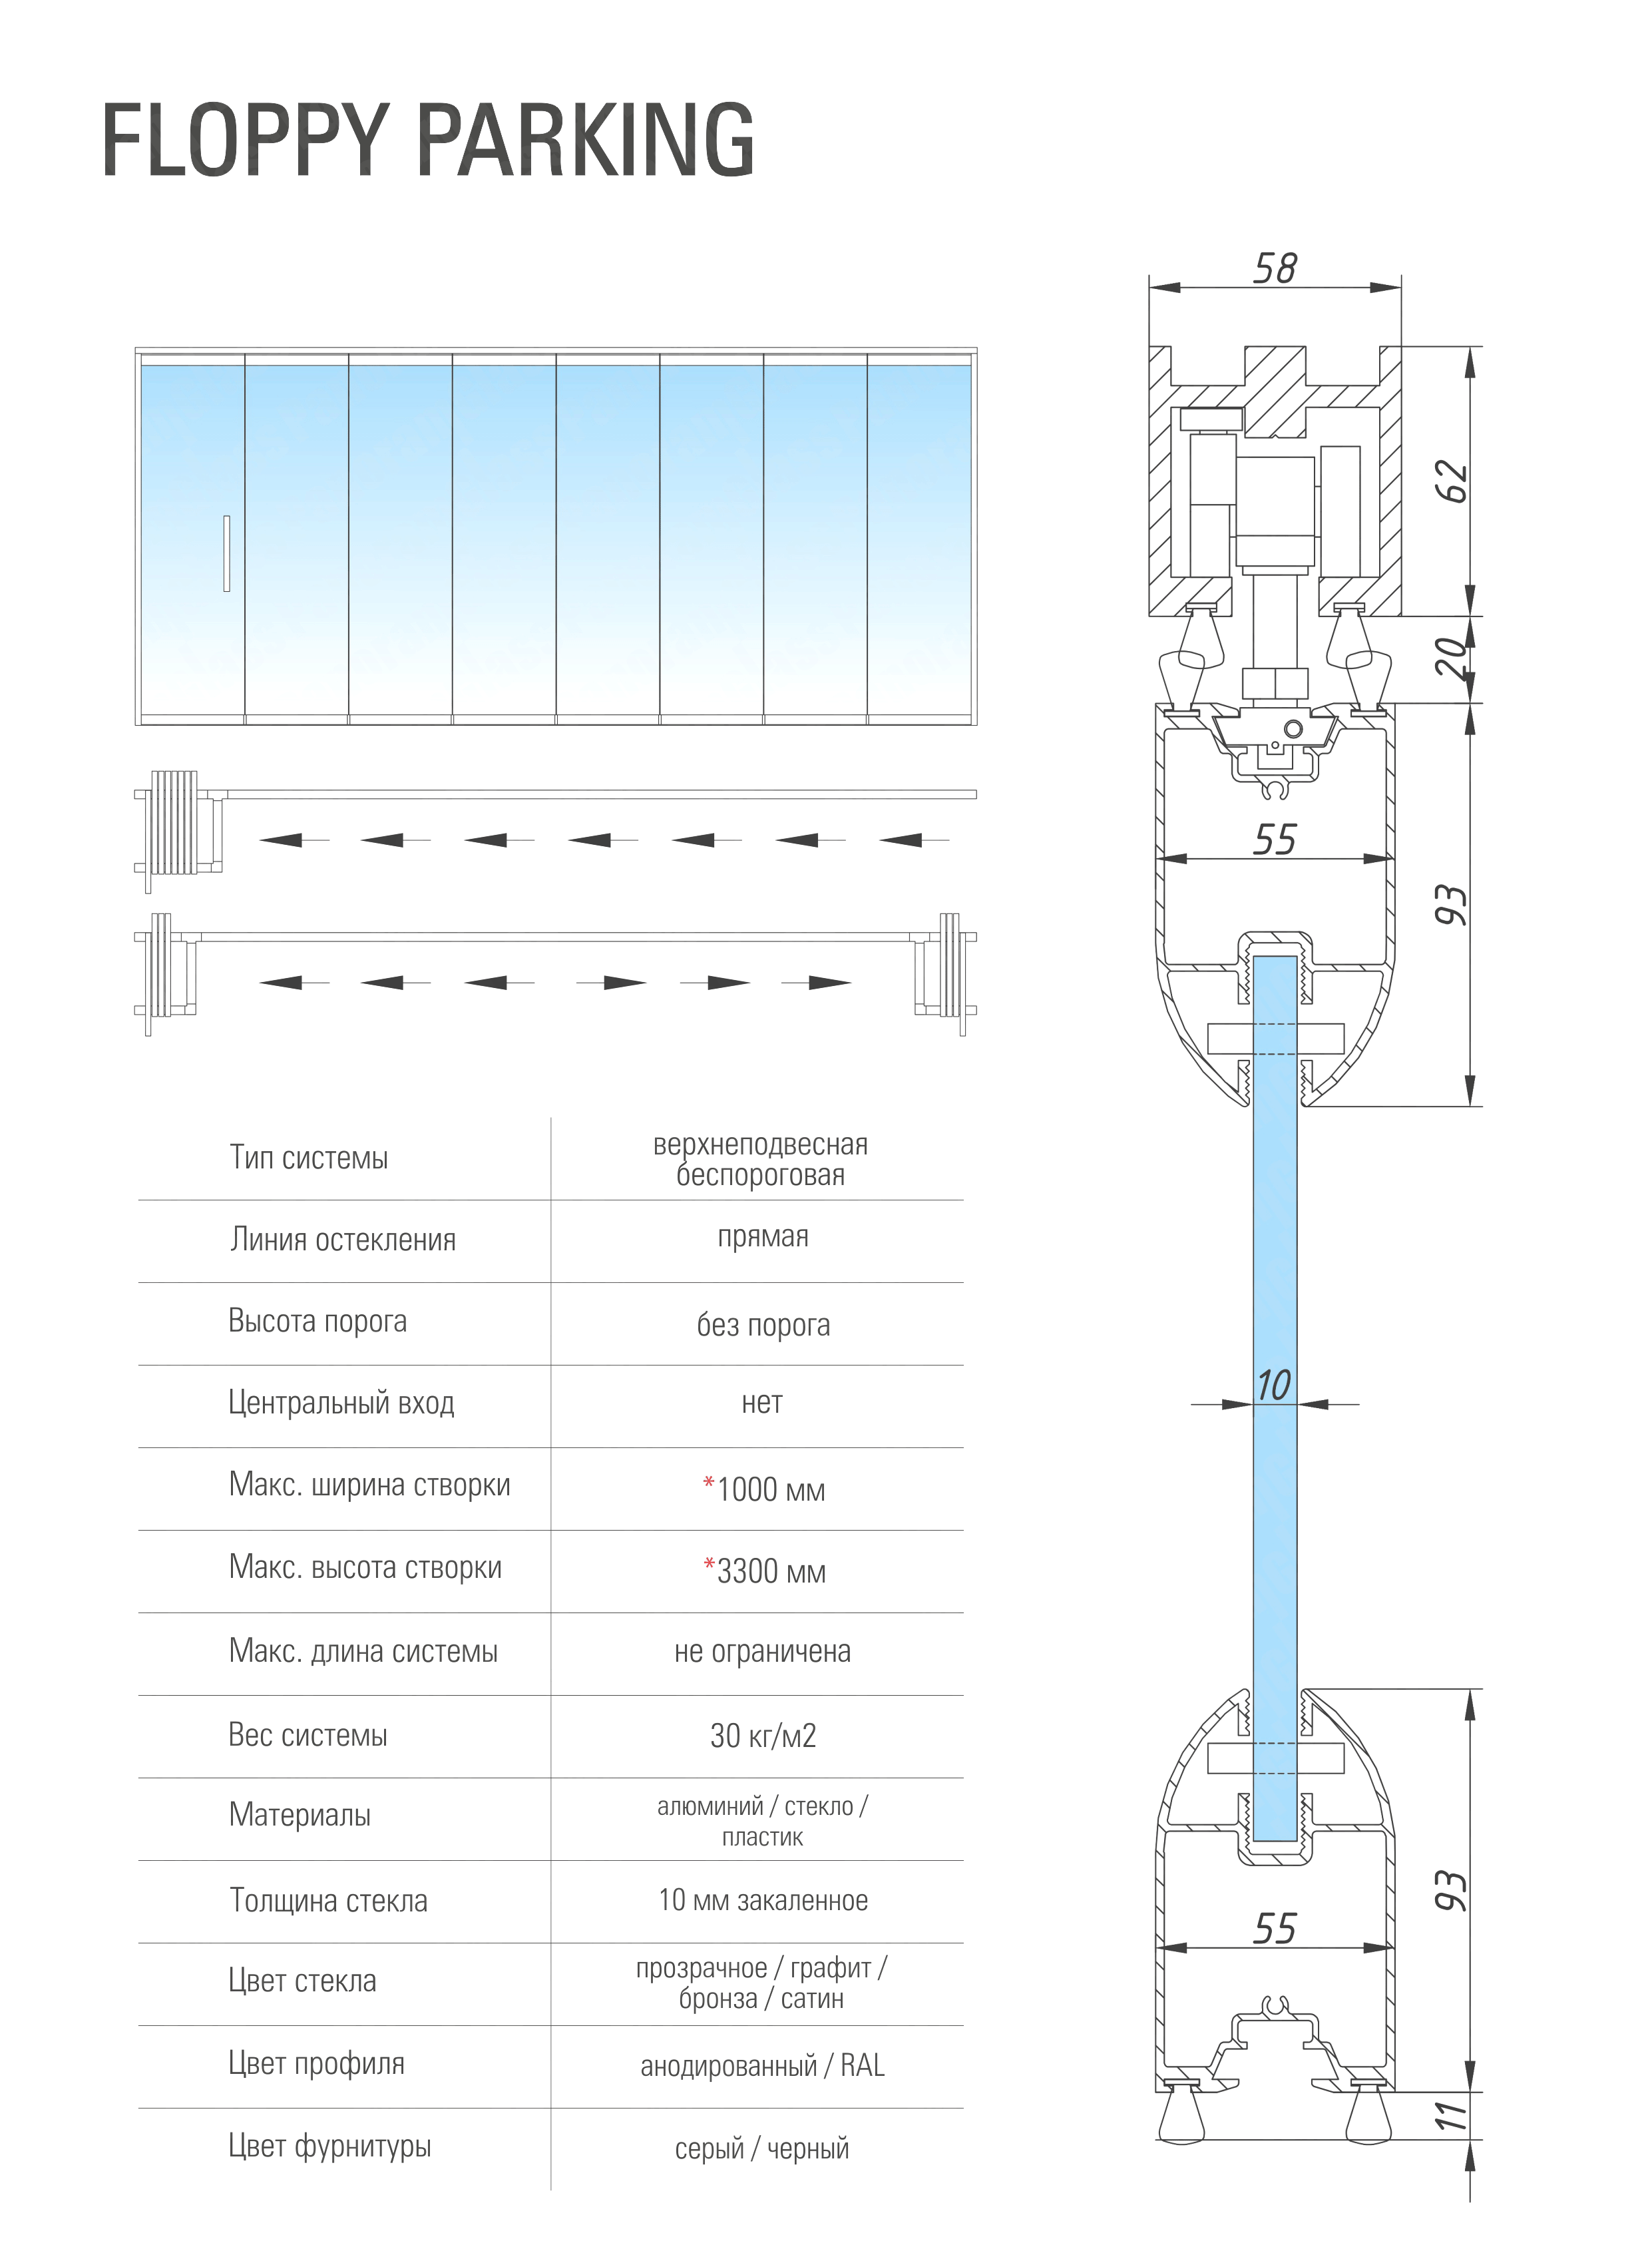 FLOPPY PARKING
58
62
20
55
93
10
93
55
11
Тип системы
верхнеподвесная
беспороговая
Линия остекления
прямая
Высота порога
без порога
Центральный вход
нет
Макс. ширина створки
*1000 мм
Макс. высота створки
*3300 мм
Макс. длина системы
не ограничена
Вес системы
30 кг/м2
Материалы
алюминий / стекло /
пластик
Толщина стекла
10 мм закаленное
Цвет стекла
прозрачное / графит /
бронза / сатин
Цвет профиля
анодированный / RAL
Цвет фурнитуры
серый / черный